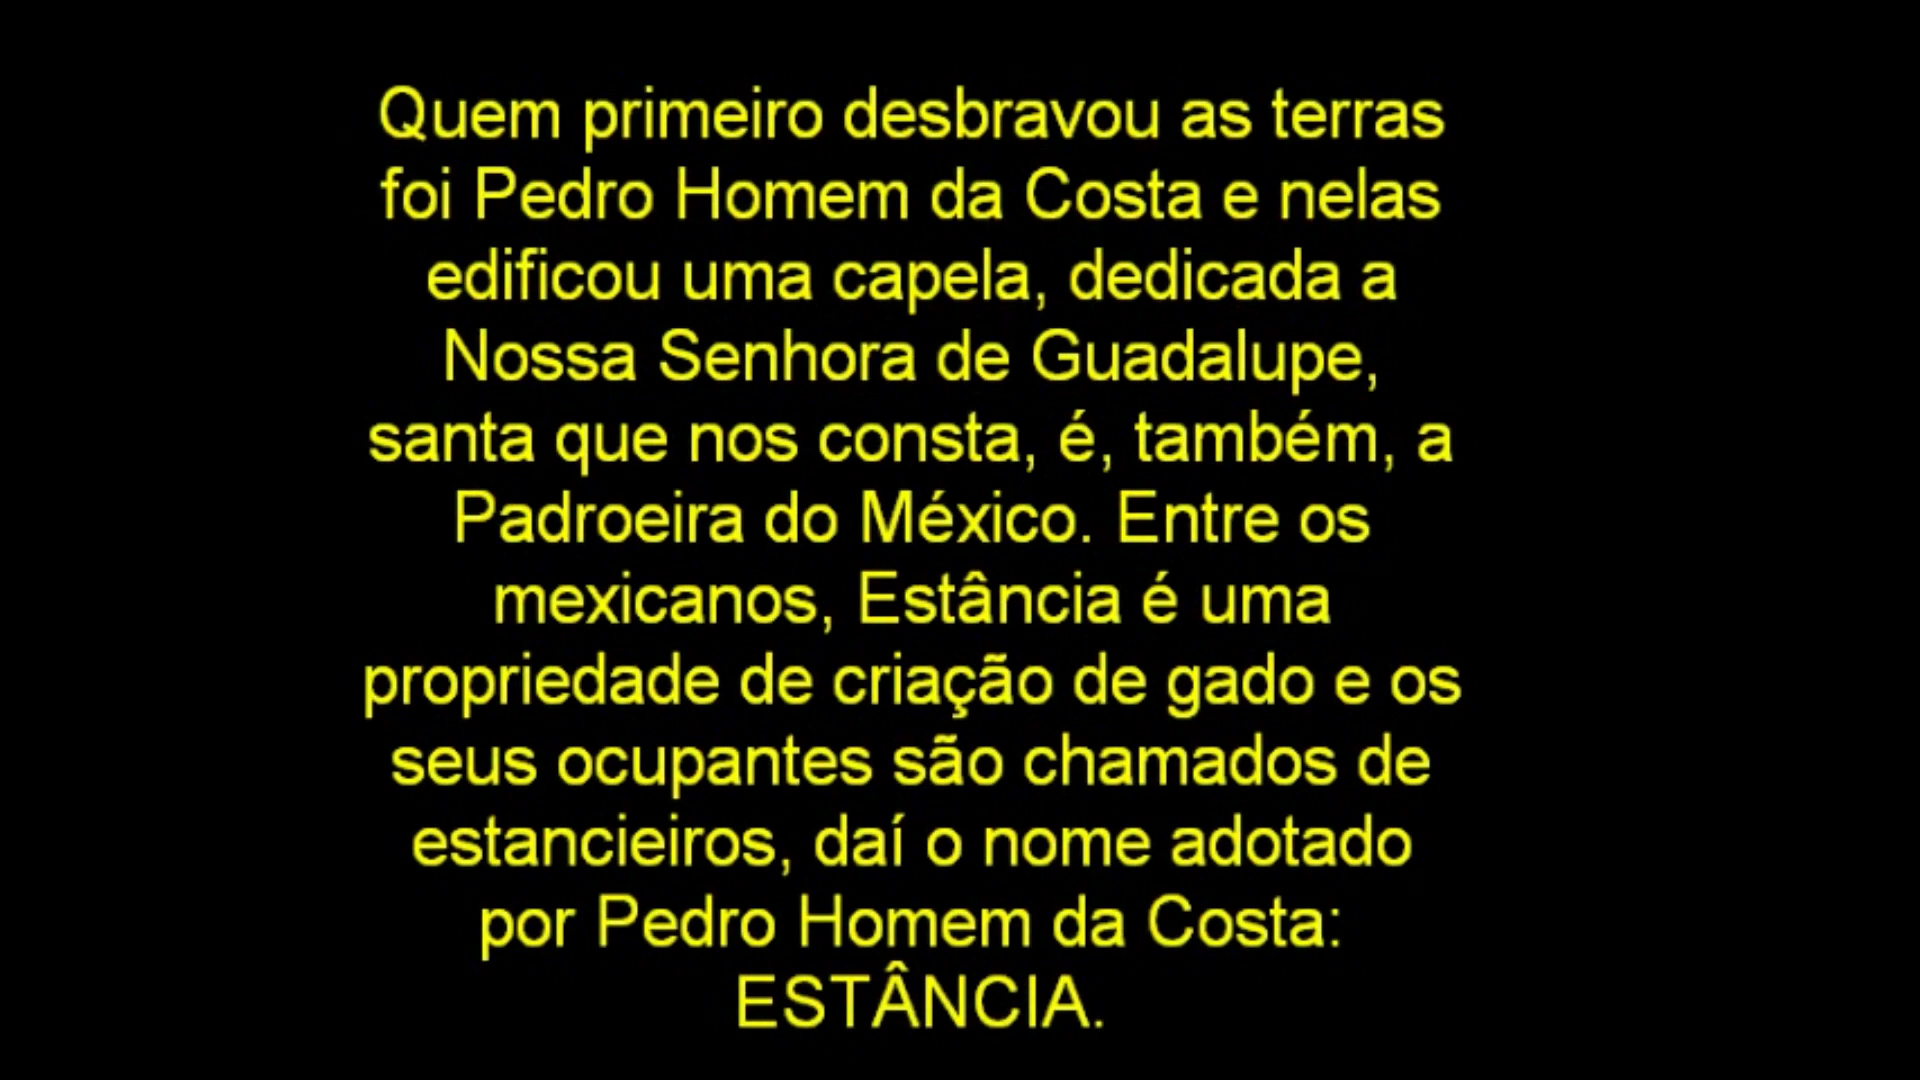 Quem primeiro desbravou as terras
foi Pedro Homem da Costa e nelas
edificou uma capela, dedicada a
Nossa Senhora de Guadalupe,
santa que nos consta, é, também, a
Padroeira do México. Entre os
mexicanos, Estância é uma
propriedade de criação de gado e os
seus ocupantes são chamados de
estancieiros, daí o nome adotado
por Pedro Homem da Costa:
ESTÂNCIA.